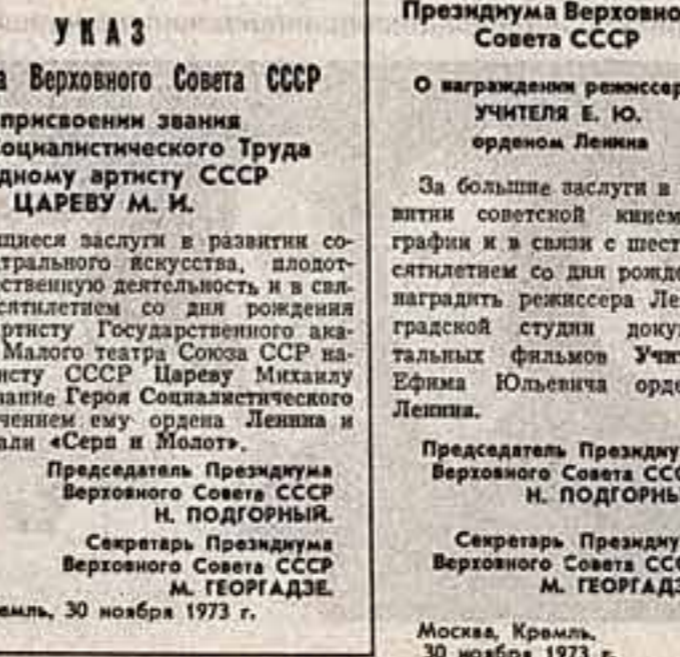 УКАЗ
а Верховного Совета СССР
присвоении звания
оциалистического Труда
дному артисту СССР
ЦАРЕВУ М. И.
щиеся заслуги в развитии со-
трального искусства, плодот-
ственную деятельность и в свя-
сятилетием со дня рождения
ртисту Государственного ака-
Малого театра Союза ССР на-
исту СССР Цареву Михаилу
вание Героя Социалистического
чением ему ордена Ленина и
али «Серп и Молот».
Председатель Президиума
Верховного Совета СССР
Н. ПОДГОРНЫЙ.
Секретарь Президиума
Верховного Совета СССР
М. ГЕОРГАДЗЕ.
емль, 30 ноября 1973 г.
Президиума Верховно
Совета СССР
О награждении режиссер
УЧИТЕЛЯ Е. Ю.
орденом Ленина
За большие заслуги в
витии советской кинем
графии и в связи с шест
сятилетием со дня рожде
наградить режиссера Ле
градской студии доку
тальных фильмов Учит
Ефима Юльевича орде
Ленина.
Председатель Президиу
Верховного Совета ССС
Н. ПОДГОРНЫ
Секретарь Президиу
Верховного Совета ССС
М. ГЕОРГАДЗ
Москва, Кремль.
30 ноября 1973 г.